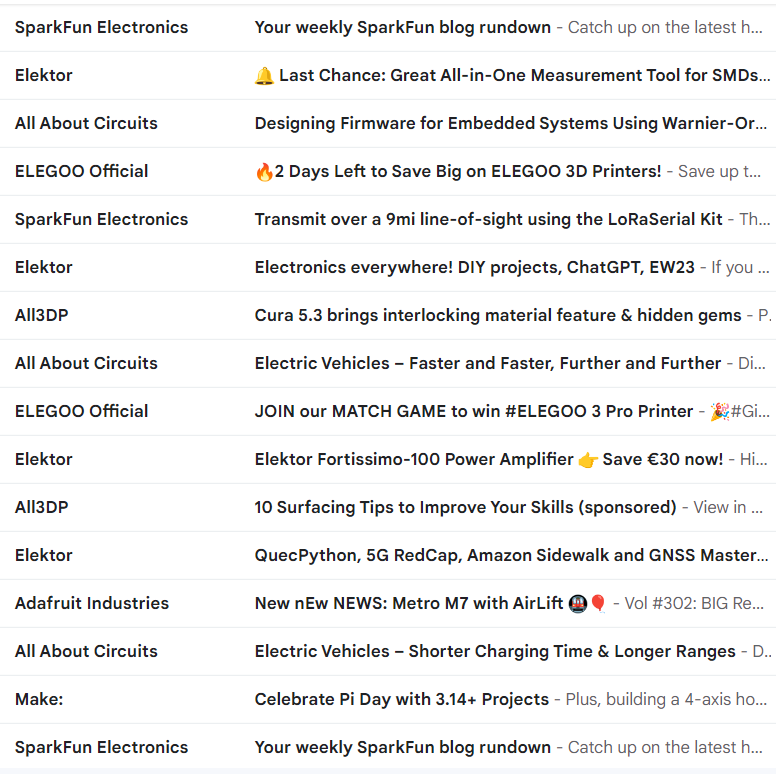 SparkFun Electronics Your weekly SparkFun blog rundown - Catch up on the latest h...
Elektor 🔔 Last Chance: Great All-in-One Measurement Tool for SMDs...
All About Circuits Designing Firmware for Embedded Systems Using Warnier-Or...
ELEGOO Official 🔥2 Days Left to Save Big on ELEGOO 3D Printers! - Save up t...
SparkFun Electronics Transmit over a 9mi line-of-sight using the LoRaSerial Kit - Th...
Elektor Electronics everywhere! DIY projects, ChatGPT, EW23 - If you ...
All3DP Cura 5.3 brings interlocking material feature & hidden gems - P.
All About Circuits Electric Vehicles – Faster and Faster, Further and Further - Di...
ELEGOO Official JOIN our MATCH GAME to win #ELEGOO 3 Pro Printer - 🎉#Gi...
Elektor Elektor Fortissimo-100 Power Amplifier 👉 Save €30 now! - Hi...
All3DP 10 Surfacing Tips to Improve Your Skills (sponsored) - View in ...
Elektor QuecPython, 5G RedCap, Amazon Sidewalk and GNSS Master...
Adafruit Industries New nEw NEWS: Metro M7 with AirLift 🚇🎈 - Vol #302: BIG Re...
All About Circuits Electric Vehicles – Shorter Charging Time & Longer Ranges - D..
Make: Celebrate Pi Day with 3.14+ Projects - Plus, building a 4-axis ho...
SparkFun Electronics Your weekly SparkFun blog rundown - Catch up on the latest h...